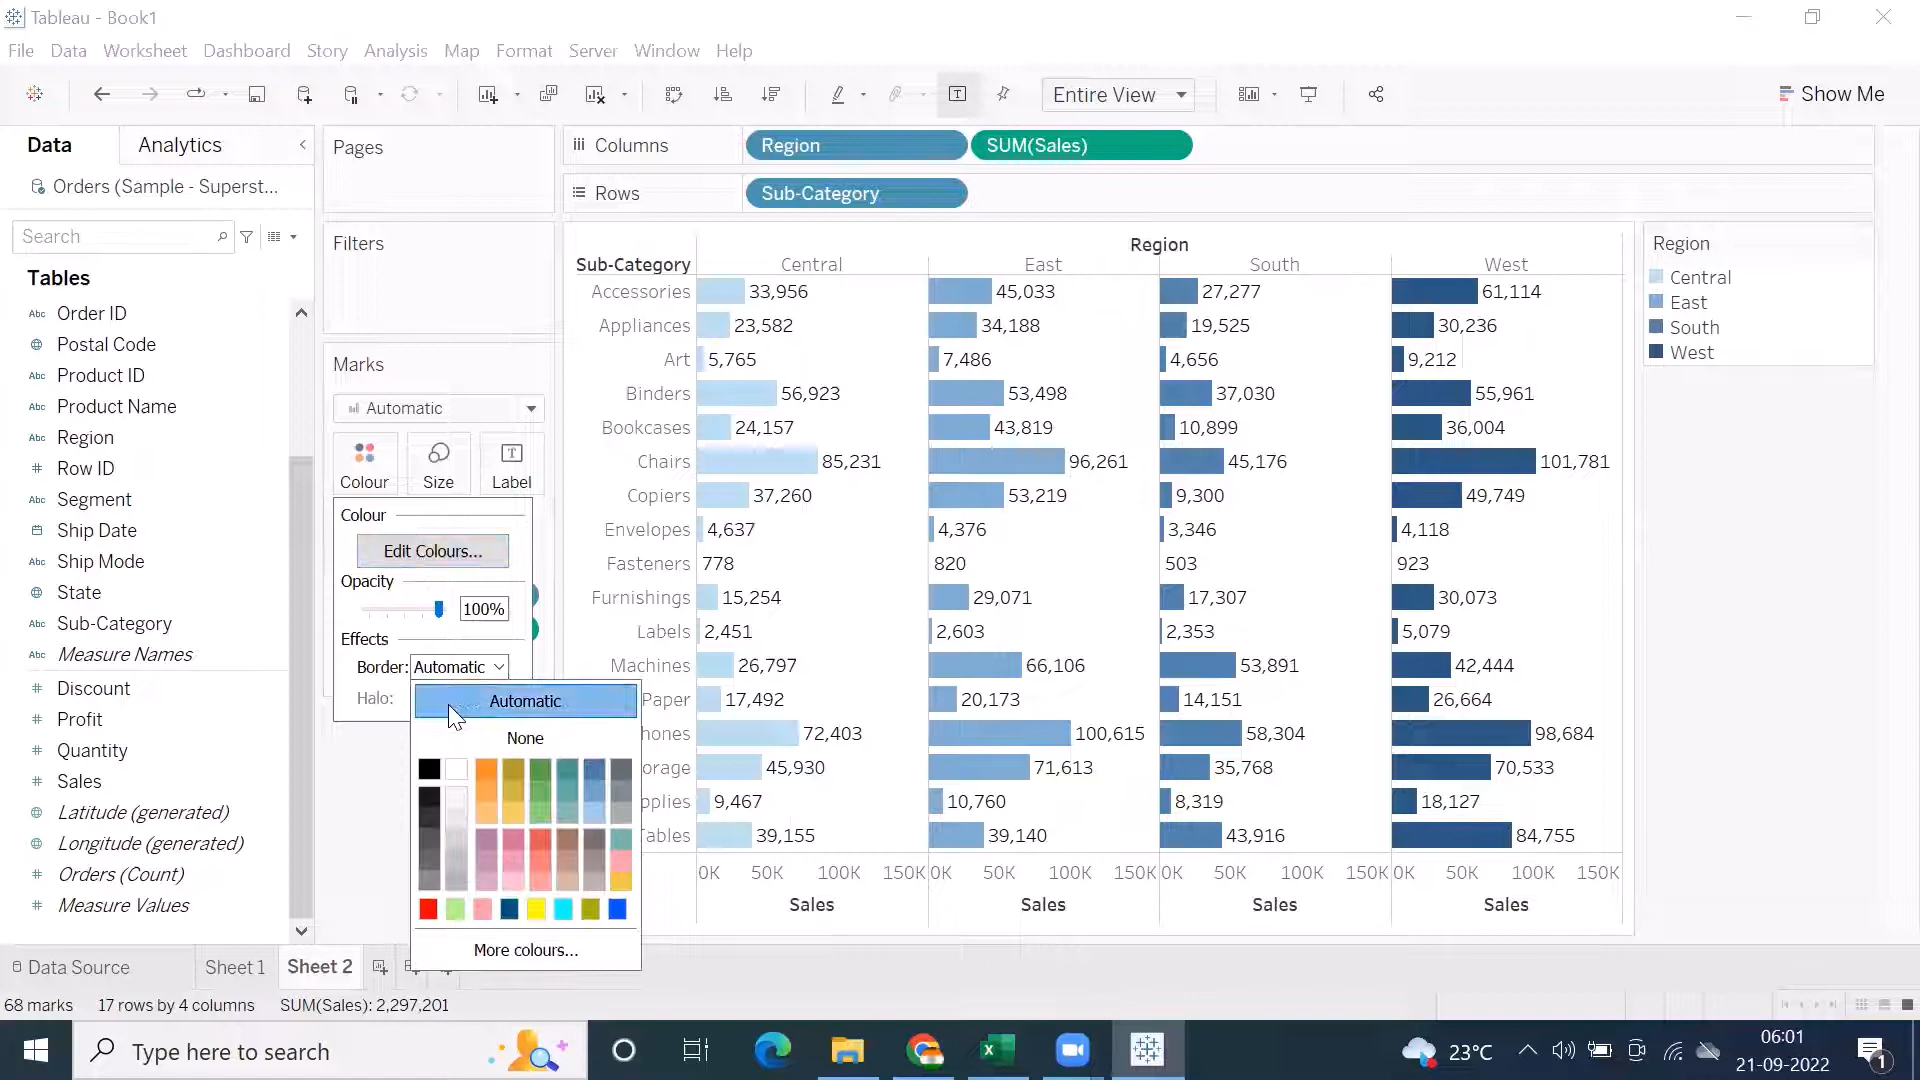 Tableau - Book1
File Data Worksheet Dashboard Story Analysis Map Format Server Window Help
Entire View
Show Me
Data Analytics
Orders (Sample - Superst...
Search
Tables
Abc Order ID
Postal Code
Abc Product ID
Abc Product Name
Abc Region
# Row ID
Abc Segment
Ship Date
Abc Ship Mode
State
Abc Sub-Category
Abc Measure Names
# Discount
# Profit
# Quantity
# Sales
Latitude (generated)
Longitude (generated)
# Orders (Count)
# Measure Values
Pages
Filters
Marks
Automatic
Colour Size Label
Colour
Edit Colours...
Opacity
100%
Effects
Border: Automatic
Halo:
Automatic
None
More colours...
Columns Region SUM(Sales)
Rows Sub-Category
Region
Sub-Category Central East South West
Accessories 33,956 45,033 27,277 61,114
Appliances 23,582 34,188 19,525 30,236
Art 5,765 7,486 4,656 9,212
Binders 56,923 53,498 37,030 55,961
Bookcases 24,157 43,819 10,899 36,004
Chairs 85,231 96,261 45,176 101,781
Copiers 37,260 53,219 9,300 49,749
Envelopes 4,637 4,376 3,346 4,118
Fasteners 778 820 503 923
Furnishings 15,254 29,071 17,307 30,073
Labels 2,451 2,603 2,353 5,079
Machines 26,797 66,106 53,891 42,444
Paper 17,492 20,173 14,151 26,664
hones 72,403 100,615 58,304 98,684
orage 45,930 71,613 35,768 70,533
pplies 9,467 10,760 8,319 18,127
Tables 39,155 39,140 43,916 84,755
0K 50K 100K 150K 0K 50K 100K 150K 0K 50K 100K 150K 0K 50K 100K 150K
Sales Sales Sales Sales
Region
Central
East
South
West
Data Source Sheet 1 Sheet 2
68 marks 17 rows by 4 columns SUM(Sales): 2,297,201
Type here to search
23°C
06:01
21-09-2022
1